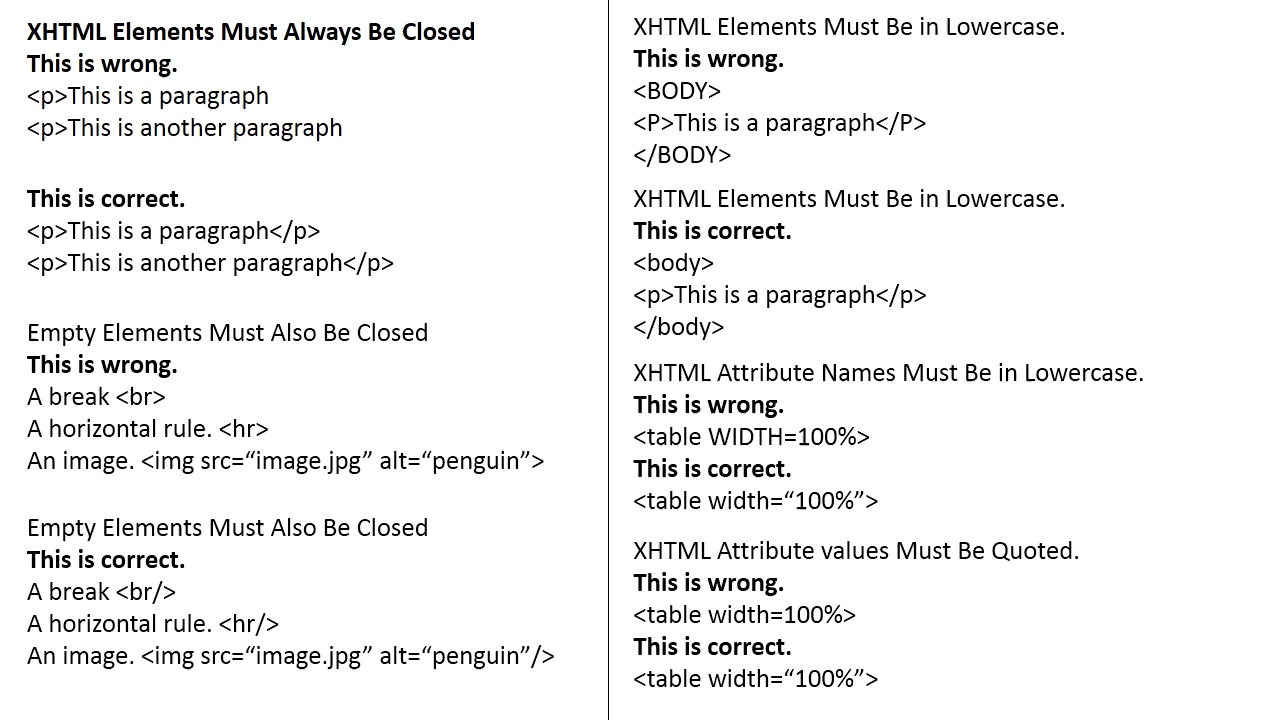 XHTML Elements Must Always Be Closed
This is wrong.
<p>This is a paragraph
<p>This is another paragraph
This is correct.
<p>This is a paragraph</p>
<p>This is another paragraph</p>
Empty Elements Must Also Be Closed
This is wrong.
A break <br>
A horizontal rule. <hr>
An image. <img src=“image.jpg” alt=“penguin”>
Empty Elements Must Also Be Closed
This is correct.
A break <br/>
A horizontal rule. <hr/>
An image. <img src=“image.jpg” alt=“penguin”/>
XHTML Elements Must Be in Lowercase.
This is wrong.
<BODY>
<P>This is a paragraph</P>
</BODY>
XHTML Elements Must Be in Lowercase.
This is correct.
<body>
<p>This is a paragraph</p>
</body>
XHTML Attribute Names Must Be in Lowercase.
This is wrong.
<table WIDTH=100%>
This is correct.
<table width=“100%”>
XHTML Attribute values Must Be Quoted.
This is wrong.
<table width=100%>
This is correct.
<table width=“100%”>